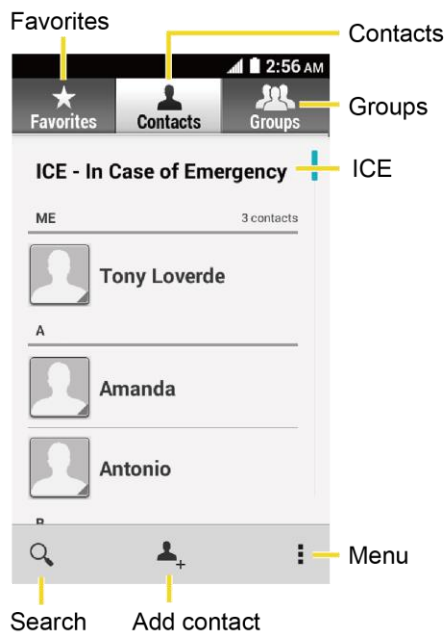 Favorites
Contacts
2:56 AM
Favorites
Contacts
Groups
Groups
ICE - In Case of Emergency
ICE
ME
3 contacts
Tony Loverde
A
Amanda
Antonio
B
Menu
Search
Add contact